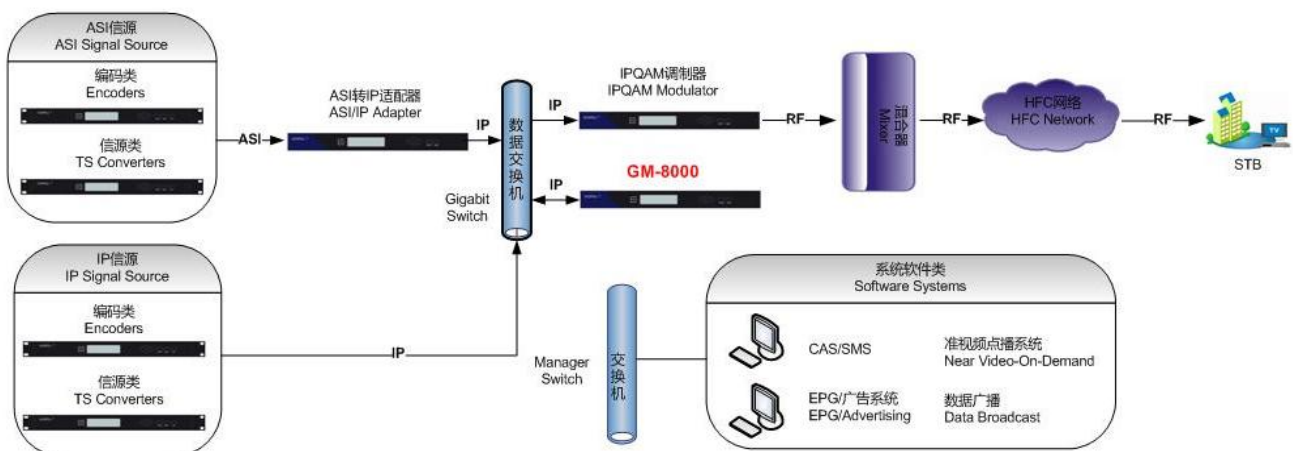 ASI信源
ASI Signal Source
编码类
Encoders
信源类
TS Converters
ASI
ASI转IP适配器
ASI/IP Adapter
IP
数据交换机
Gigabit
Switch
IP
IPQAM调制器
IPQAM Modulator
RF
混合器
Mixer
RF
HFC网络
HFC Network
RF
TV
STB
IP
GM-8000
IP信源
IP Signal Source
编码类
Encoders
信源类
TS Converters
IP
Manager
Switch
交换机
系统软件类
Software Systems
CAS/SMS
准视频点播系统
Near Video-On-Demand
EPG/广告系统
EPG/Advertising
数据广播
Data Broadcast